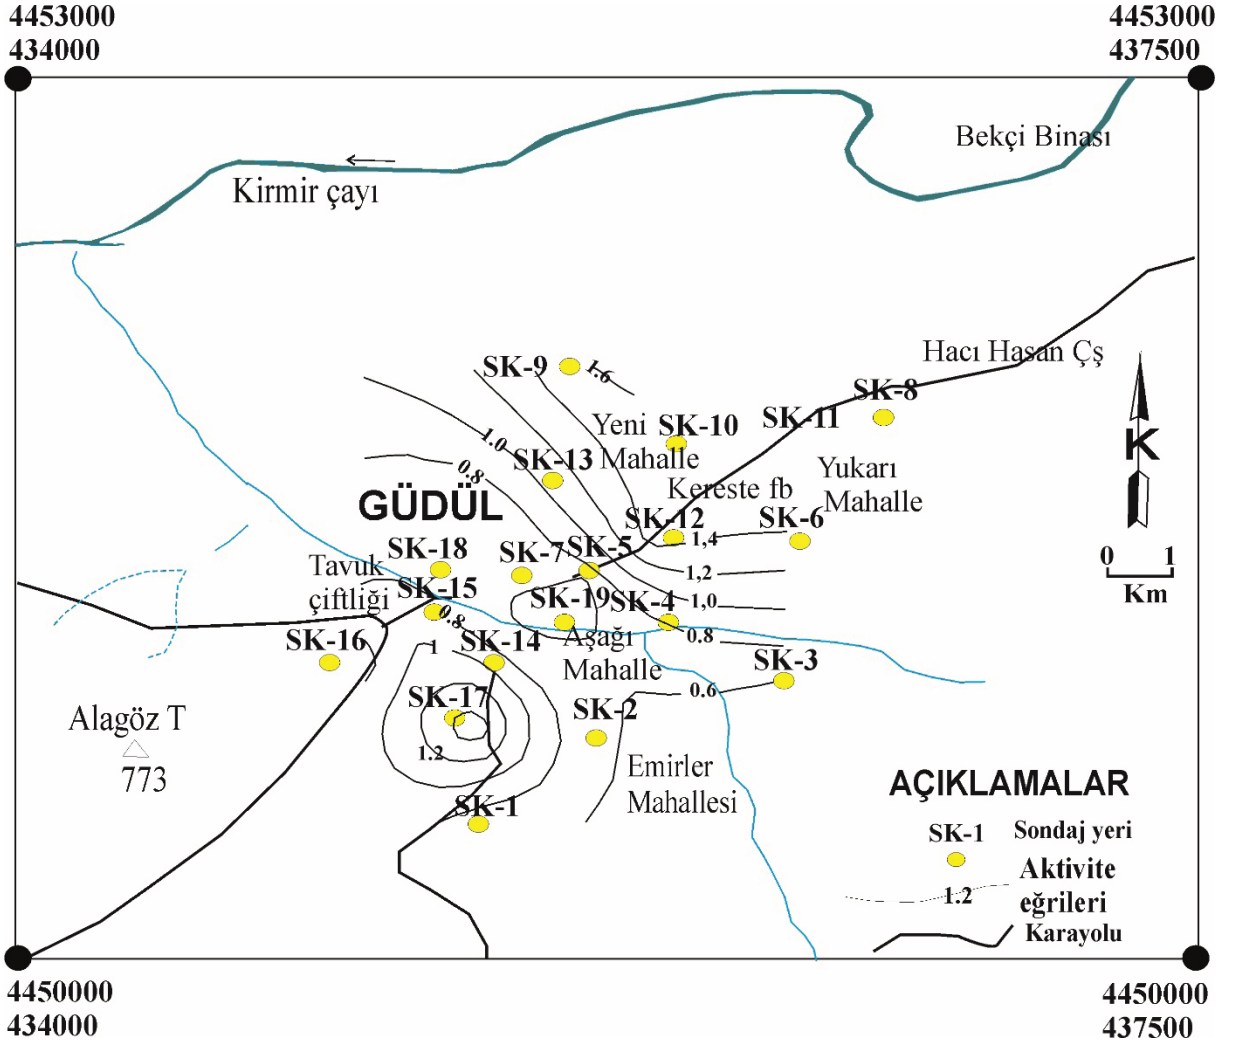 4453000
434000
4453000
437500
Bekçi Binası
Kirmir çayı
Hacı Hasan Çş
SK-9
1.6
SK-8
Yeni
Mahalle
SK-10
SK-11
1.0
SK-13
0.8
Yukarı
Mahalle
K
Kereste fb
GÜDÜL
SK-12
SK-6
1,4
SK-18
SK-7
SK-5
0
1
Km
1,2
Tavuk
çiftliği
SK-15
SK-19
SK-4
1,0
0.8
0.8
SK-16
1
SK-14
Aşağı
Mahalle
SK-3
0.6
SK-17
SK-2
Alagöz T
773
1.2
Emirler
Mahallesi
SK-1
AÇIKLAMALAR
SK-1
Sondaj yeri
1.2
Aktivite
eğrileri
Karayolu
4450000
434000
4450000
437500